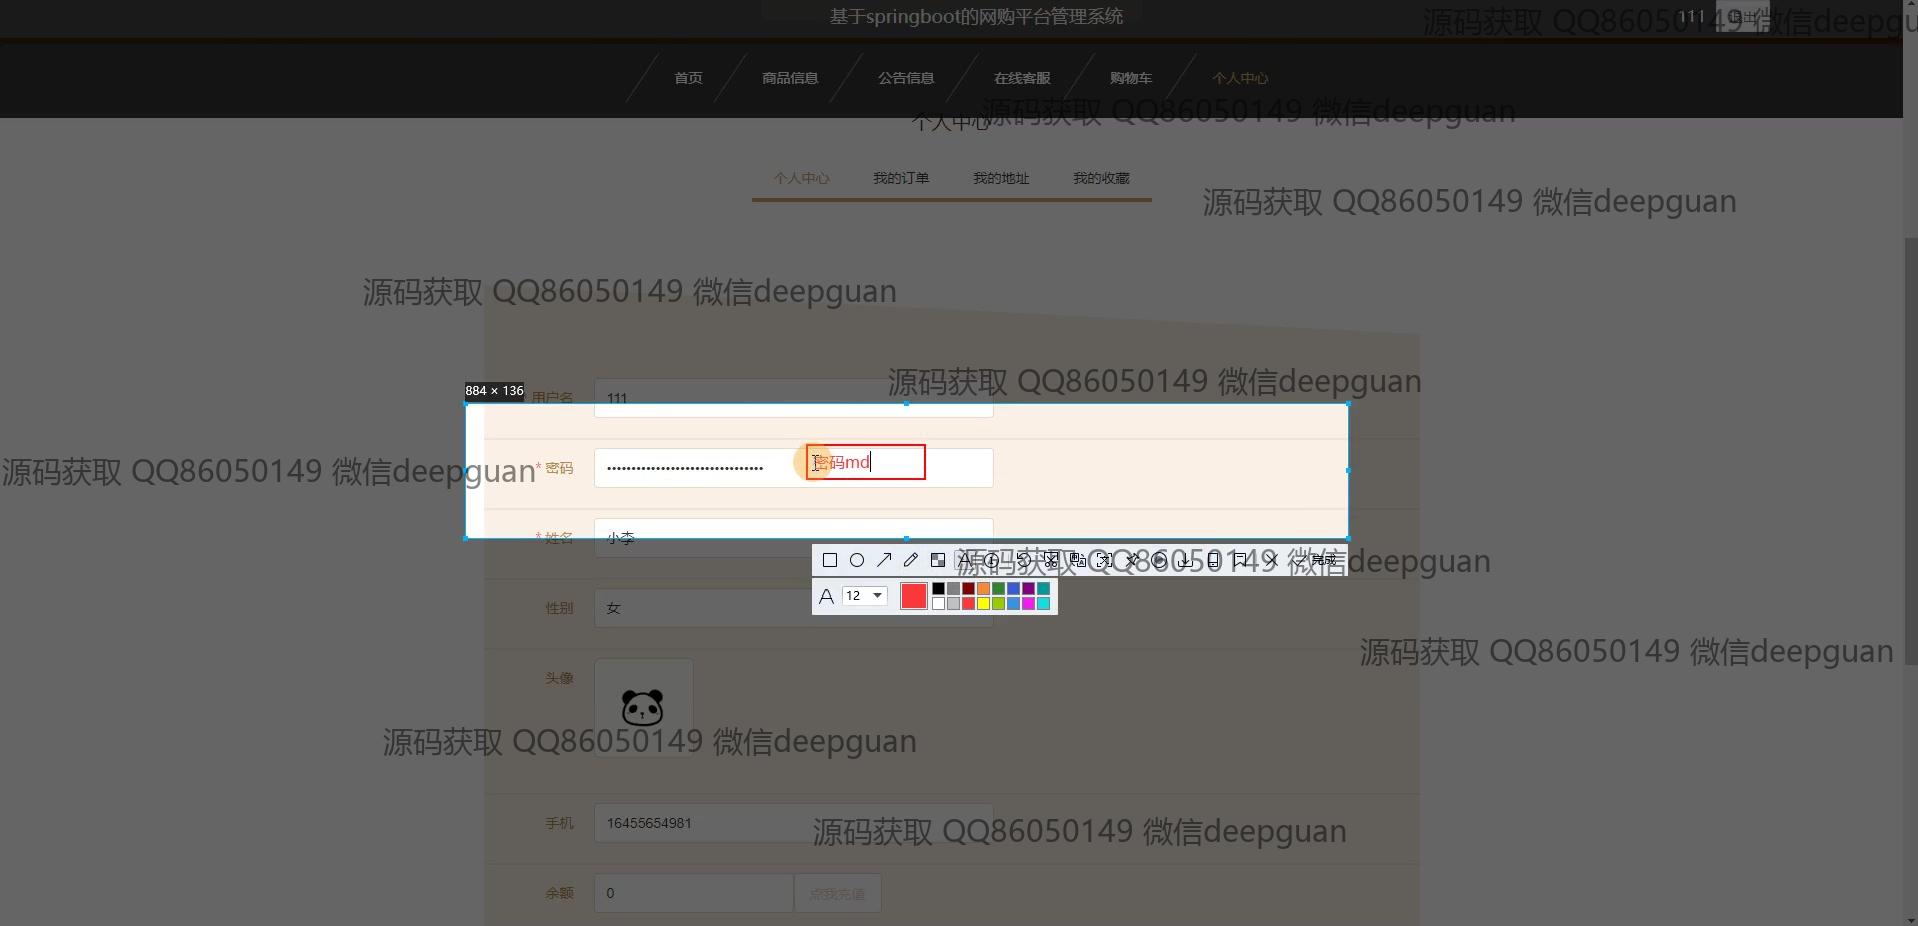 基于springboot的网购平台管理系统
111 退出
源码获取 QQ86050149 微信deepgu
首页 商品信息 公告信息 在线客服 购物车 个人中心
源码获取 QQ86050149 微信deepguan
个人中心
个人中心 我的订单 我的地址 我的收藏
源码获取 QQ86050149 微信deepguan
源码获取 QQ86050149 微信deepguan
源码获取 QQ86050149 微信deepguan
884 × 136
用户名 111
源码获取 QQ86050149 微信deepguan
* 密码 密码md
* 姓名 小李
源码获取 QQ86050149 微信deepguan
完成
A 12
性别 女
源码获取 QQ86050149 微信deepguan
头像
源码获取 QQ86050149 微信deepguan
手机 16455654981
源码获取 QQ86050149 微信deepguan
余额 0 点我充值